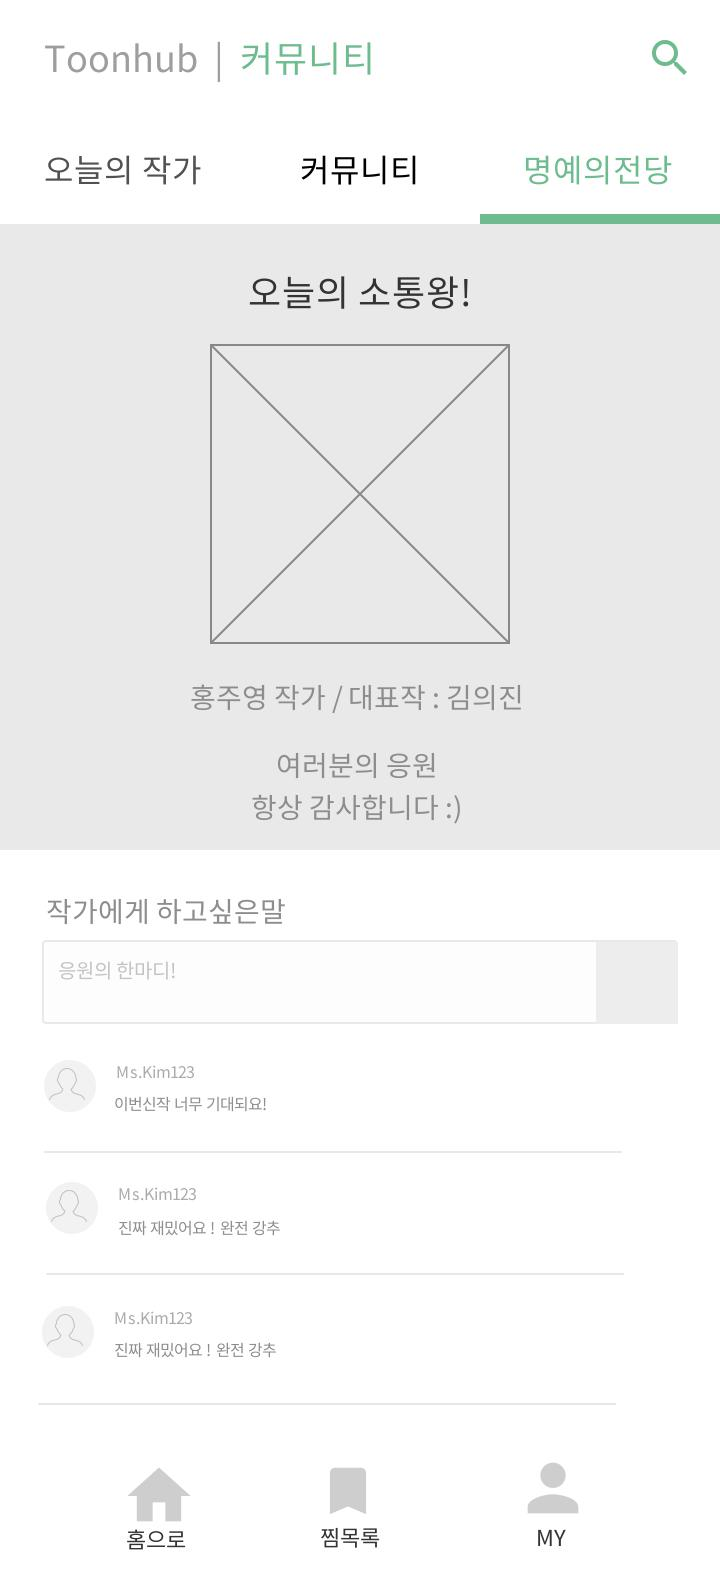 Toonhub | 커뮤니티
오늘의 작가 커뮤니티 명예의전당
오늘의 소통왕!
홍주영 작가 / 대표작 : 김의진
여러분의 응원
항상 감사합니다 :)
작가에게 하고싶은말
응원의 한마디!
Ms.Kim123
이번신작 너무 기대되요!
Ms.Kim123
진짜 재밌어요 ! 완전 강추
Ms.Kim123
진짜 재밌어요 ! 완전 강추
홈으로 찜목록 MY